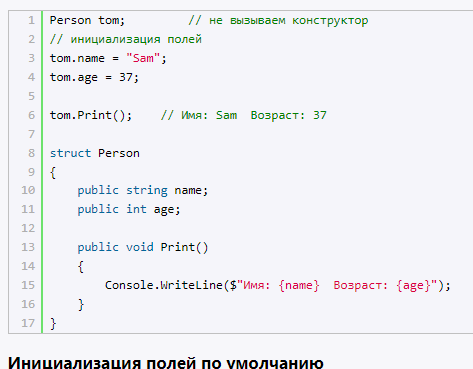 1 Person tom;         // не вызываем конструктор
2 // инициализация полей
3 tom.name = "Sam";
4 tom.age = 37;
5
6 tom.Print();    // Имя: Sam  Возраст: 37
7
8 struct Person
9 {
10     public string name;
11     public int age;
12
13     public void Print()
14     {
15         Console.WriteLine($"Имя: {name}  Возраст: {age}");
16     }
17 }
Инициализация полей по умолчанию